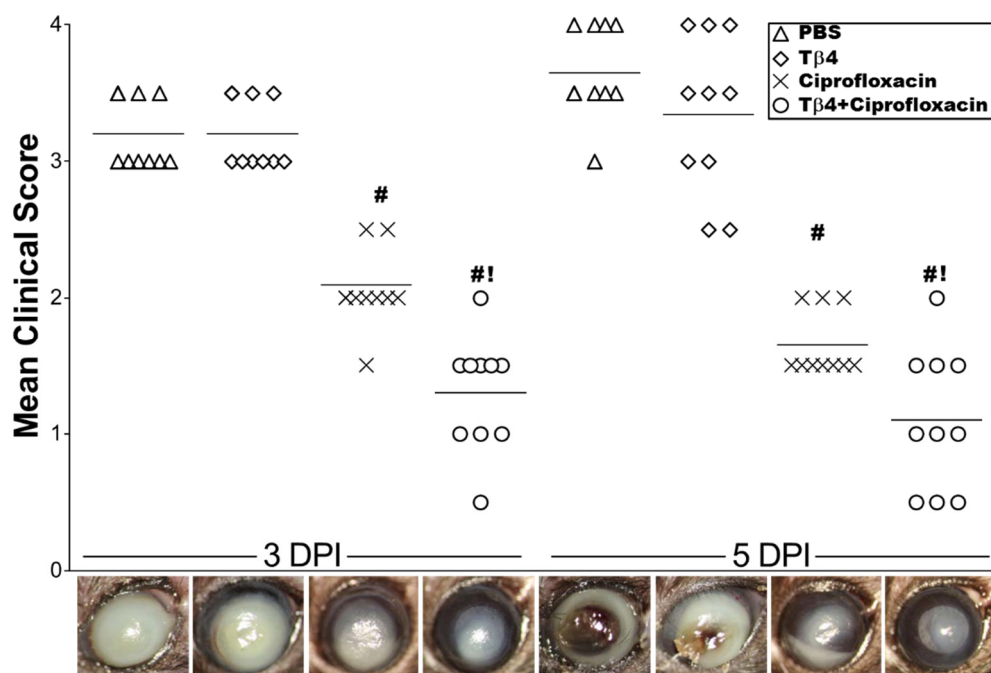 Mean Clinical Score
4
3
2
1
0
PBS
Tβ4
Ciprofloxacin
Tβ4+Ciprofloxacin
#
#!
#
#!
3 DPI
5 DPI